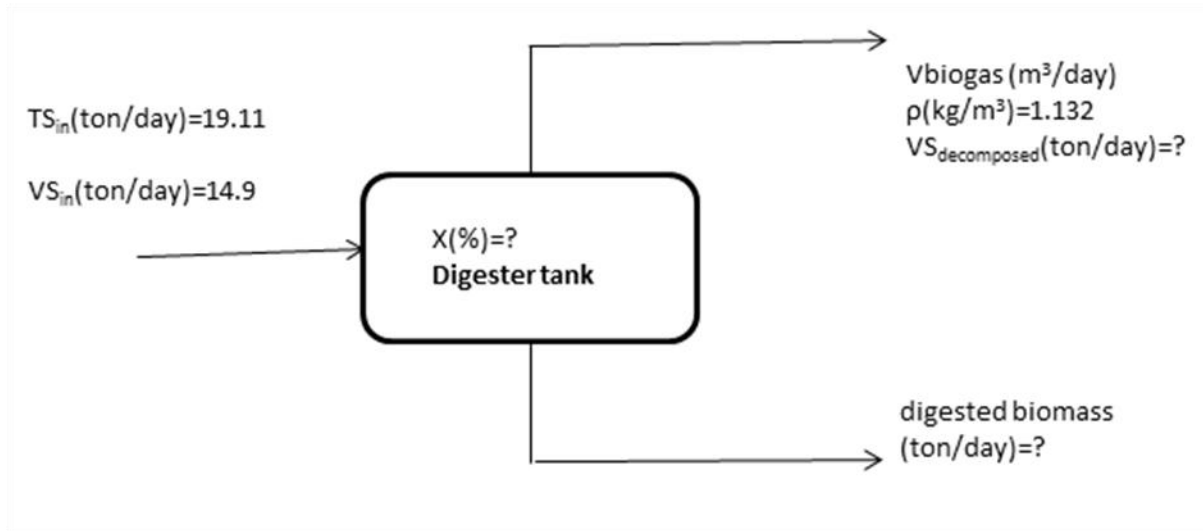 TSin(ton/day)=19.11
VSin(ton/day)=14.9
X(%)=?
Digester tank
Vbiogas (m³/day)
ρ(kg/m³)=1.132
VSdecomposed(ton/day)=?
digested biomass
(ton/day)=?